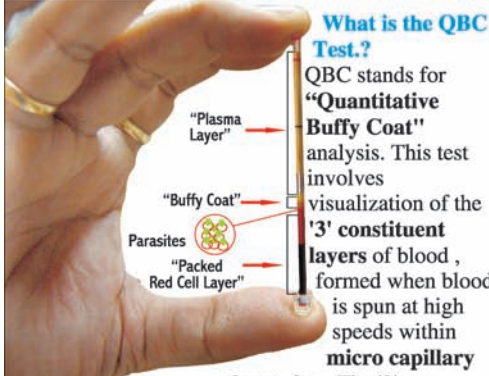 What is the QBC
Test.?
QBC stands for
“Quantitative
Buffy Coat"
analysis. This test
involves
visualization of the
'3' constituent
layers of blood ,
formed when blood
is spun at high
speeds within
micro capillary
“Plasma
Layer”
“Buffy Coat”
Parasites
“Packed
Red Cell Layer”